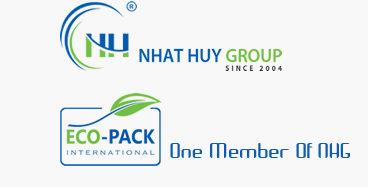 ®
NH
NHAT HUY GROUP
SINCE 2004
ECO-PACK
INTERNATIONAL
One Member Of NHG